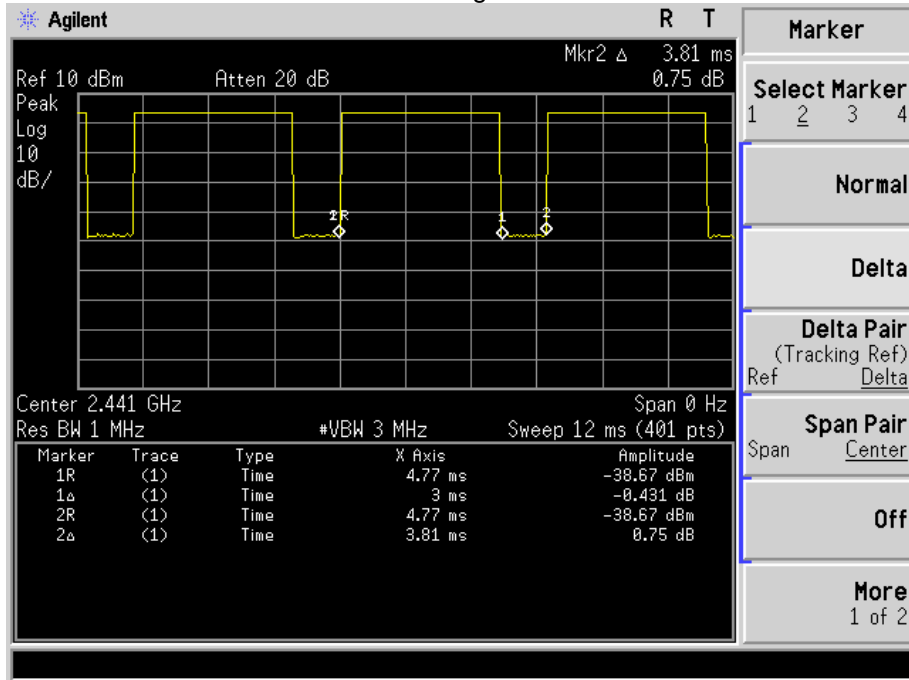 Agilent R T
Mkr2 Δ 3.81 ms
Ref 10 dBm Atten 20 dB 0.75 dB
Peak
Log
10
dB/
1R
1
2
Center 2.441 GHz Span 0 Hz
Res BW 1 MHz #VBW 3 MHz Sweep 12 ms (401 pts)
Marker Trace Type X Axis Amplitude
1R (1) Time 4.77 ms -38.67 dBm
1Δ (1) Time 3 ms -0.431 dB
2R (1) Time 4.77 ms -38.67 dBm
2Δ (1) Time 3.81 ms 0.75 dB
Marker
Select Marker
1 2 3 4
Normal
Delta
Delta Pair
(Tracking Ref)
Ref Delta
Span Pair
Span Center
Off
More
1 of 2